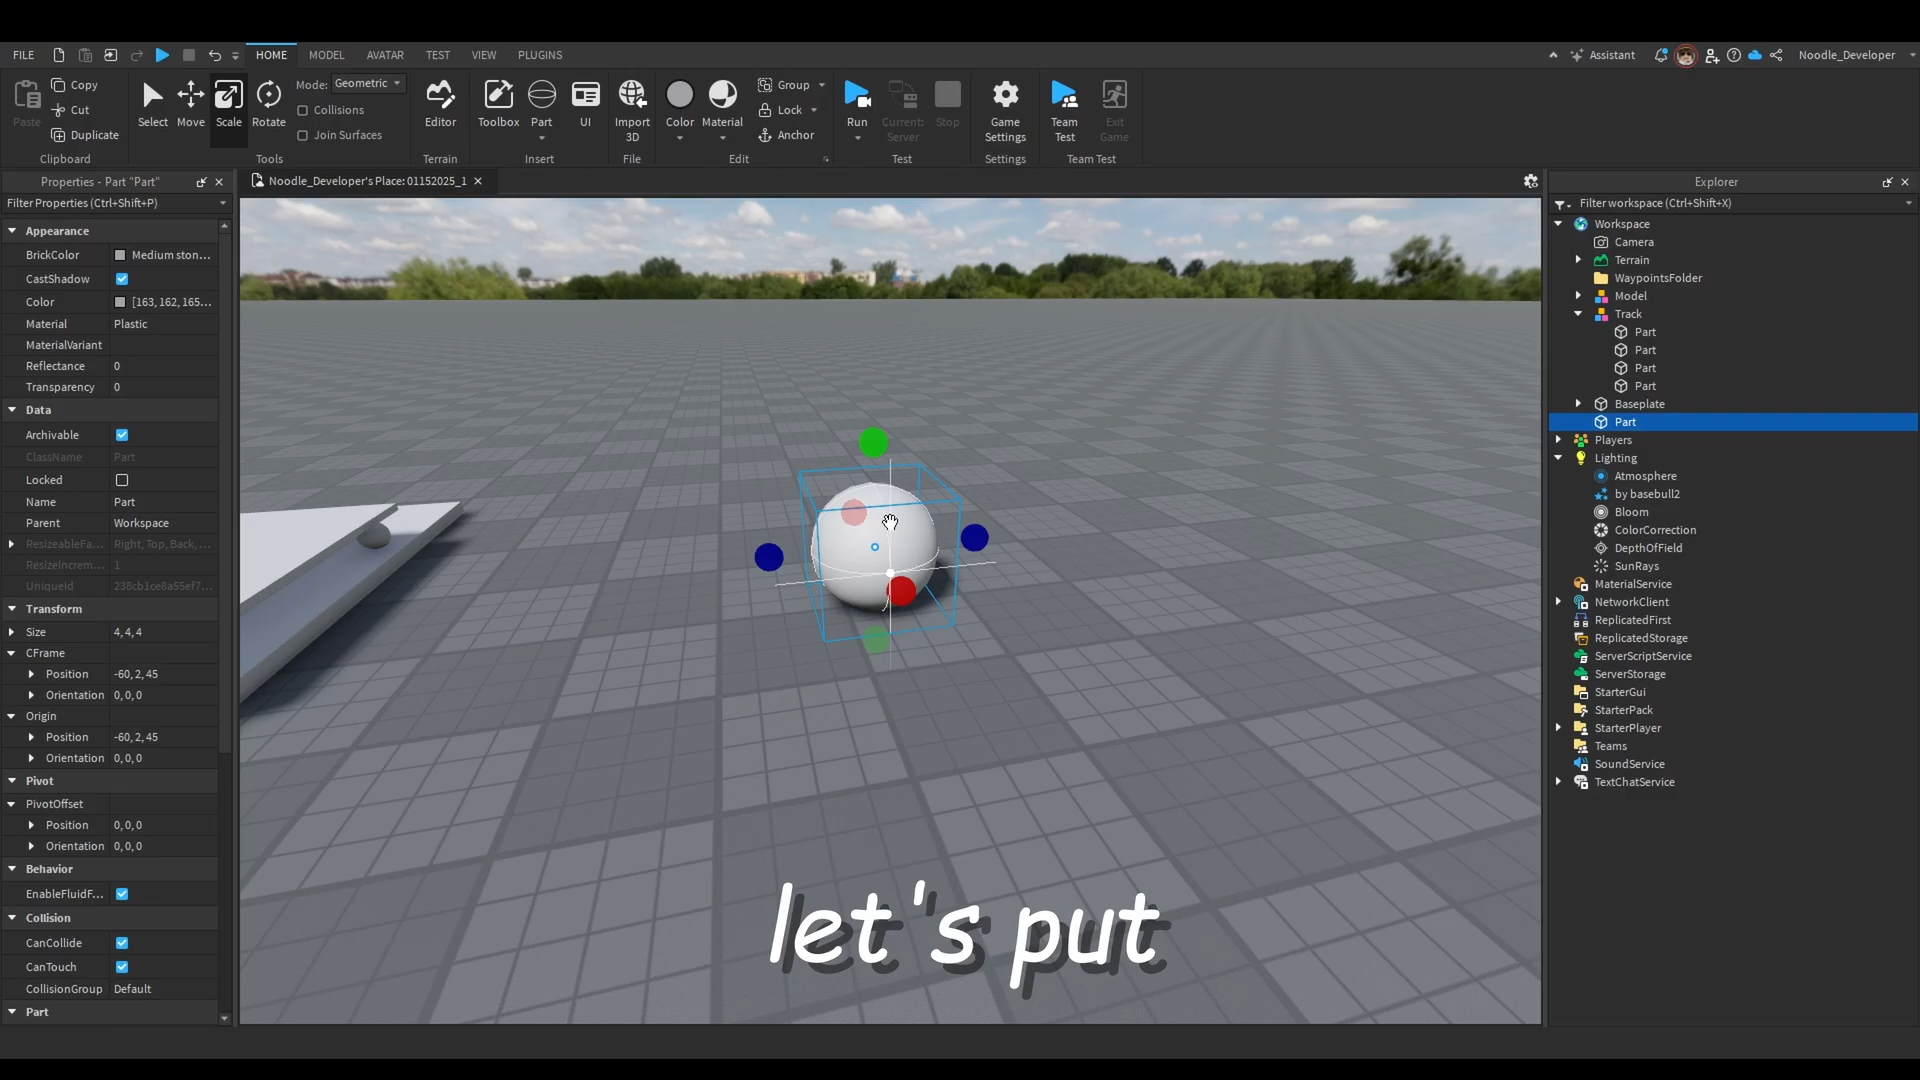 FILE
HOME
MODEL
AVATAR
TEST
VIEW
PLUGINS
Assistant
Noodle_Developer
Paste
Copy
Cut
Duplicate
Clipboard
Select
Move
Scale
Rotate
Mode: Geometric
Collisions
Join Surfaces
Tools
Editor
Terrain
Toolbox
Part
UI
Insert
Import
3D
File
Color
Material
Group
Lock
Anchor
Edit
Run
Current:
Server
Stop
Test
Game
Settings
Settings
Team
Test
Exit
Game
Team Test
Properties - Part "Part"
Filter Properties (Ctrl+Shift+P)
Appearance
BrickColor Medium ston...
CastShadow
Color [163, 162, 165...
Material Plastic
MaterialVariant
Reflectance 0
Transparency 0
Data
Archivable
ClassName Part
Locked
Name Part
Parent Workspace
ResizeableFa... Right, Top, Back, ...
ResizeIncrem... 1
UniqueId 238cb1ce8a55ef7...
Transform
Size 4, 4, 4
CFrame
Position -60, 2, 45
Orientation 0, 0, 0
Origin
Position -60, 2, 45
Orientation 0, 0, 0
Pivot
PivotOffset
Position 0, 0, 0
Orientation 0, 0, 0
Behavior
EnableFluidF...
Collision
CanCollide
CanTouch
CollisionGroup Default
Part
Noodle_Developer's Place: 01152025_1
let's put
Explorer
Filter workspace (Ctrl+Shift+X)
Workspace
Camera
Terrain
WaypointsFolder
Model
Track
Part
Part
Part
Part
Baseplate
Part
Players
Lighting
Atmosphere
by basebull2
Bloom
ColorCorrection
DepthOfField
SunRays
MaterialService
NetworkClient
ReplicatedFirst
ReplicatedStorage
ServerScriptService
ServerStorage
StarterGui
StarterPack
StarterPlayer
Teams
SoundService
TextChatService